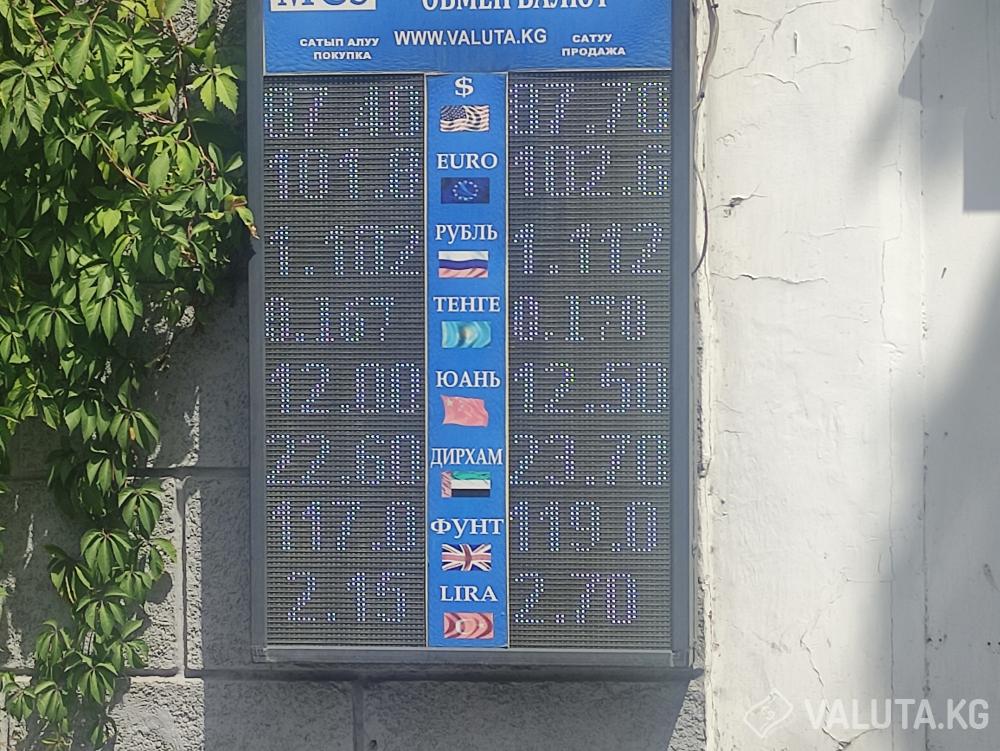 ОБМЕН ВАЛЮТ
САТЫП АЛУУ WWW.VALUTA.KG САТУУ
ПОКУПКА ПРОДАЖА
87.40 $ 87.70
101.8 EURO 102.6
1.102 РУБЛЬ 1.112
0.167 ТЕНГЕ 0.170
12.00 ЮАНЬ 12.50
22.60 ДИРХАМ 23.70
117.0 ФУНТ 119.0
2.15 LIRA 2.70
VALUTA.KG